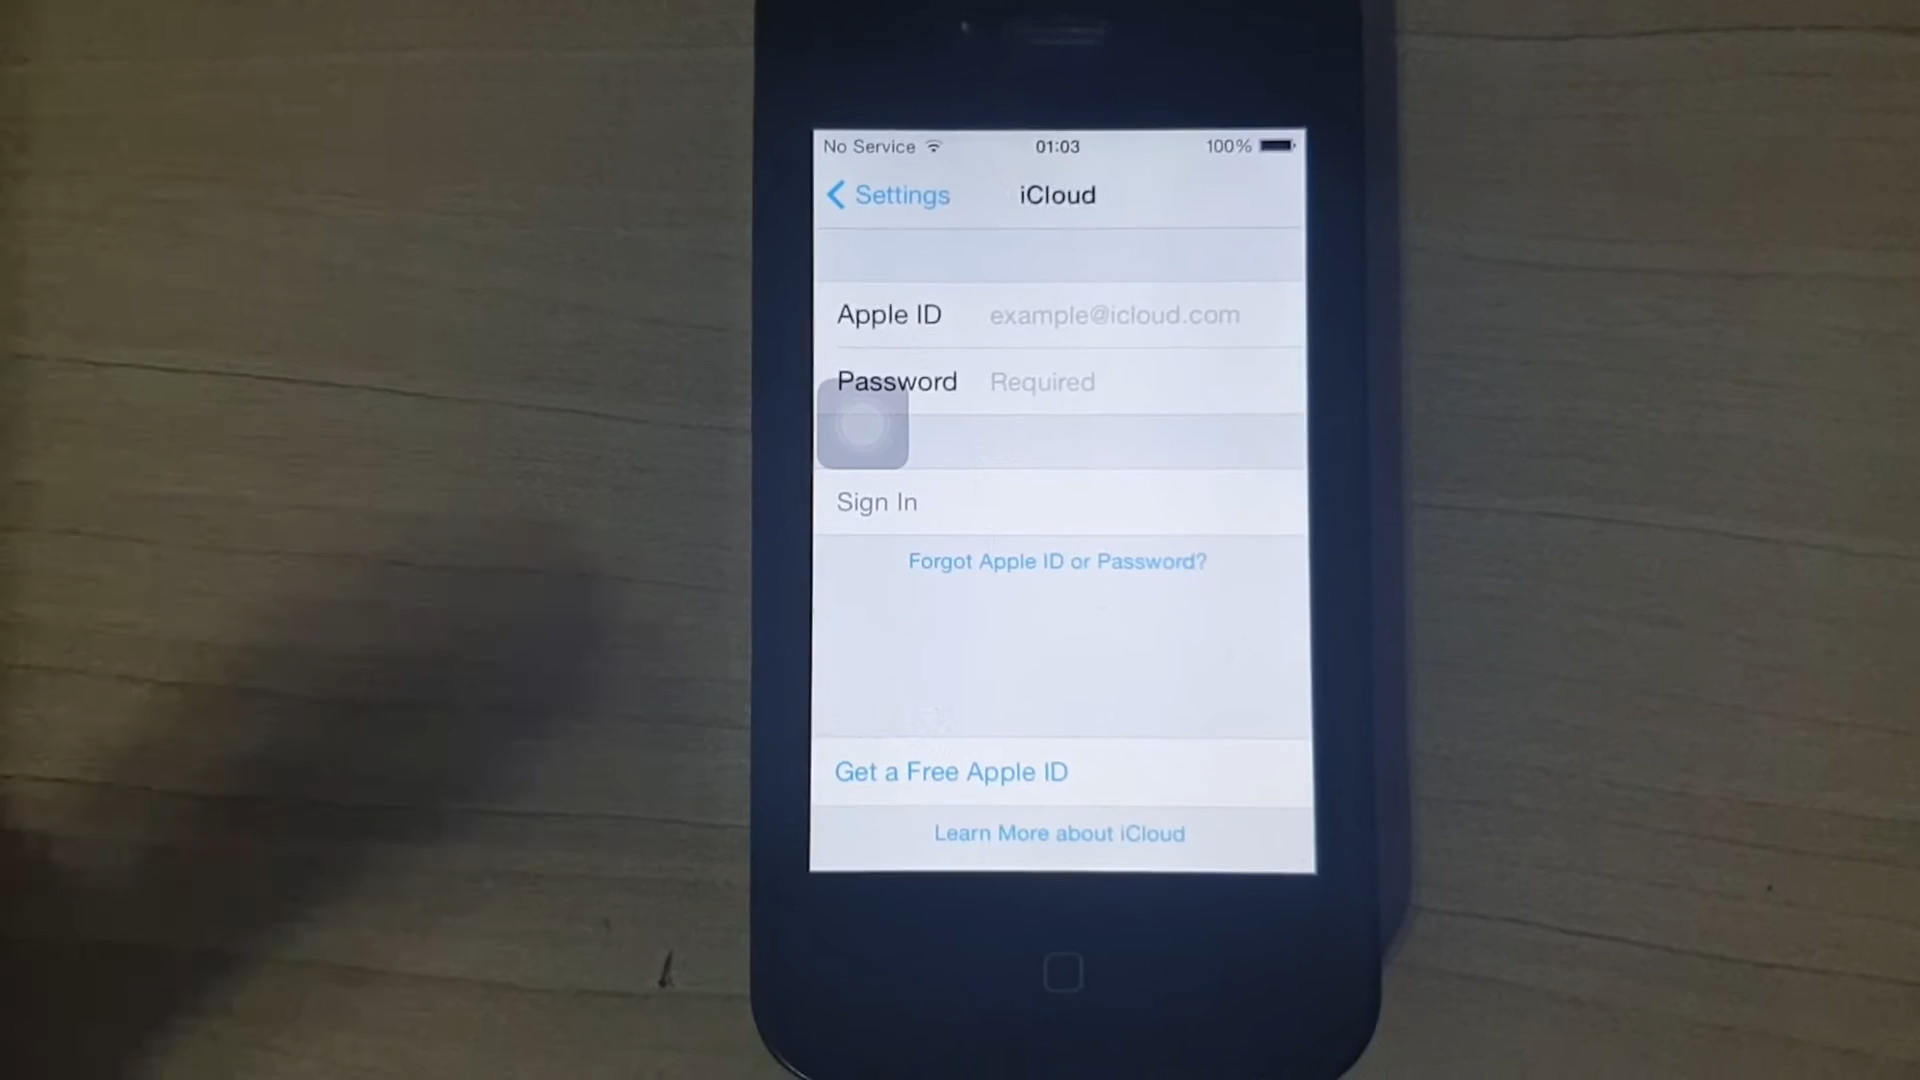 No Service 01:03 100%
Settings iCloud
Apple ID example@icloud.com
Password Required
Sign In
Forgot Apple ID or Password?
Get a Free Apple ID
Learn More about iCloud